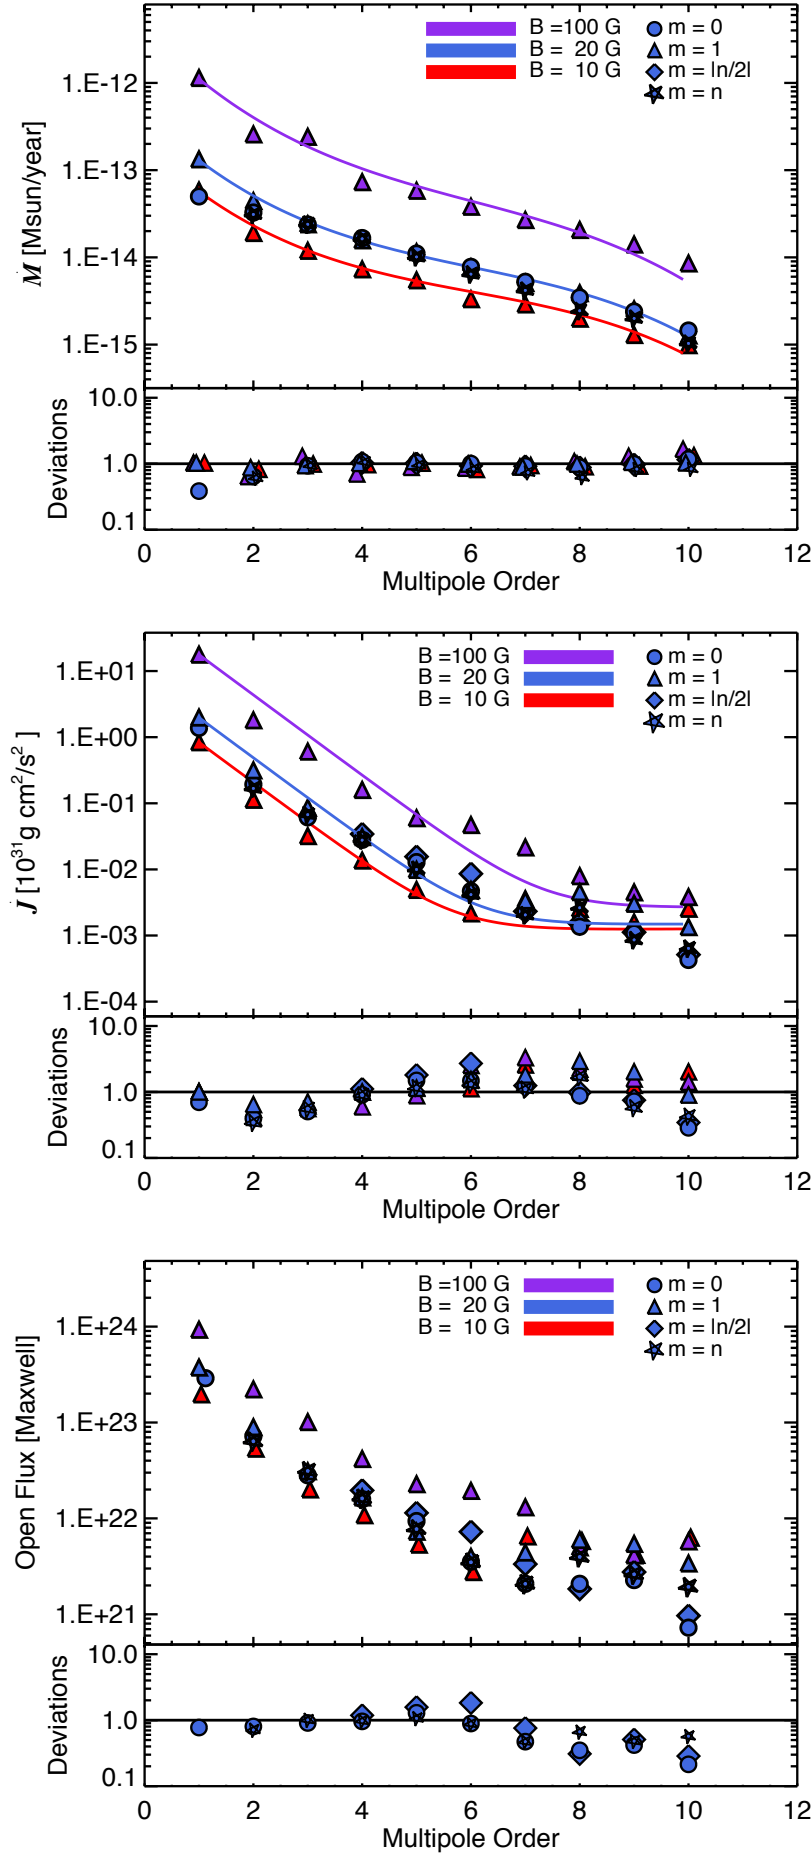 B =100 G
m = 0
B = 20 G
m = 1
B = 10 G
m = |n/2|
m = n
1.E-12
1.E-13
1.E-14
1.E-15
Ṁ [Msun/year]
10.0
1.0
0.1
Deviations
0 2 4 6 8 10 12
Multipole Order
B =100 G
m = 0
B = 20 G
m = 1
B = 10 G
m = |n/2|
m = n
1.E+01
1.E+00
1.E-01
1.E-02
1.E-03
1.E-04
J̇ [10³¹g cm²/s²]
10.0
1.0
0.1
Deviations
0 2 4 6 8 10 12
Multipole Order
B =100 G
m = 0
B = 20 G
m = 1
B = 10 G
m = |n/2|
m = n
1.E+24
1.E+23
1.E+22
1.E+21
Open Flux [Maxwell]
10.0
1.0
0.1
Deviations
0 2 4 6 8 10 12
Multipole Order